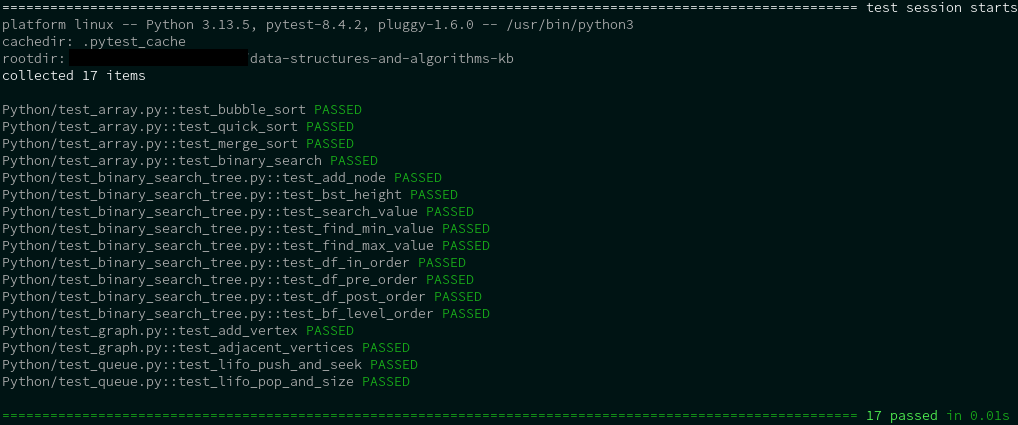 =========================================================================================================== test session starts
platform linux -- Python 3.13.5, pytest-8.4.2, pluggy-1.6.0 -- /usr/bin/python3
cachedir: .pytest_cache
rootdir: /data-structures-and-algorithms-kb
collected 17 items
Python/test_array.py::test_bubble_sort PASSED
Python/test_array.py::test_quick_sort PASSED
Python/test_array.py::test_merge_sort PASSED
Python/test_array.py::test_binary_search PASSED
Python/test_binary_search_tree.py::test_add_node PASSED
Python/test_binary_search_tree.py::test_bst_height PASSED
Python/test_binary_search_tree.py::test_search_value PASSED
Python/test_binary_search_tree.py::test_find_min_value PASSED
Python/test_binary_search_tree.py::test_find_max_value PASSED
Python/test_binary_search_tree.py::test_df_in_order PASSED
Python/test_binary_search_tree.py::test_df_pre_order PASSED
Python/test_binary_search_tree.py::test_df_post_order PASSED
Python/test_binary_search_tree.py::test_bf_level_order PASSED
Python/test_graph.py::test_add_vertex PASSED
Python/test_graph.py::test_adjacent_vertices PASSED
Python/test_queue.py::test_lifo_push_and_seek PASSED
Python/test_queue.py::test_lifo_pop_and_size PASSED
=========================================================================================================== 17 passed in 0.01s